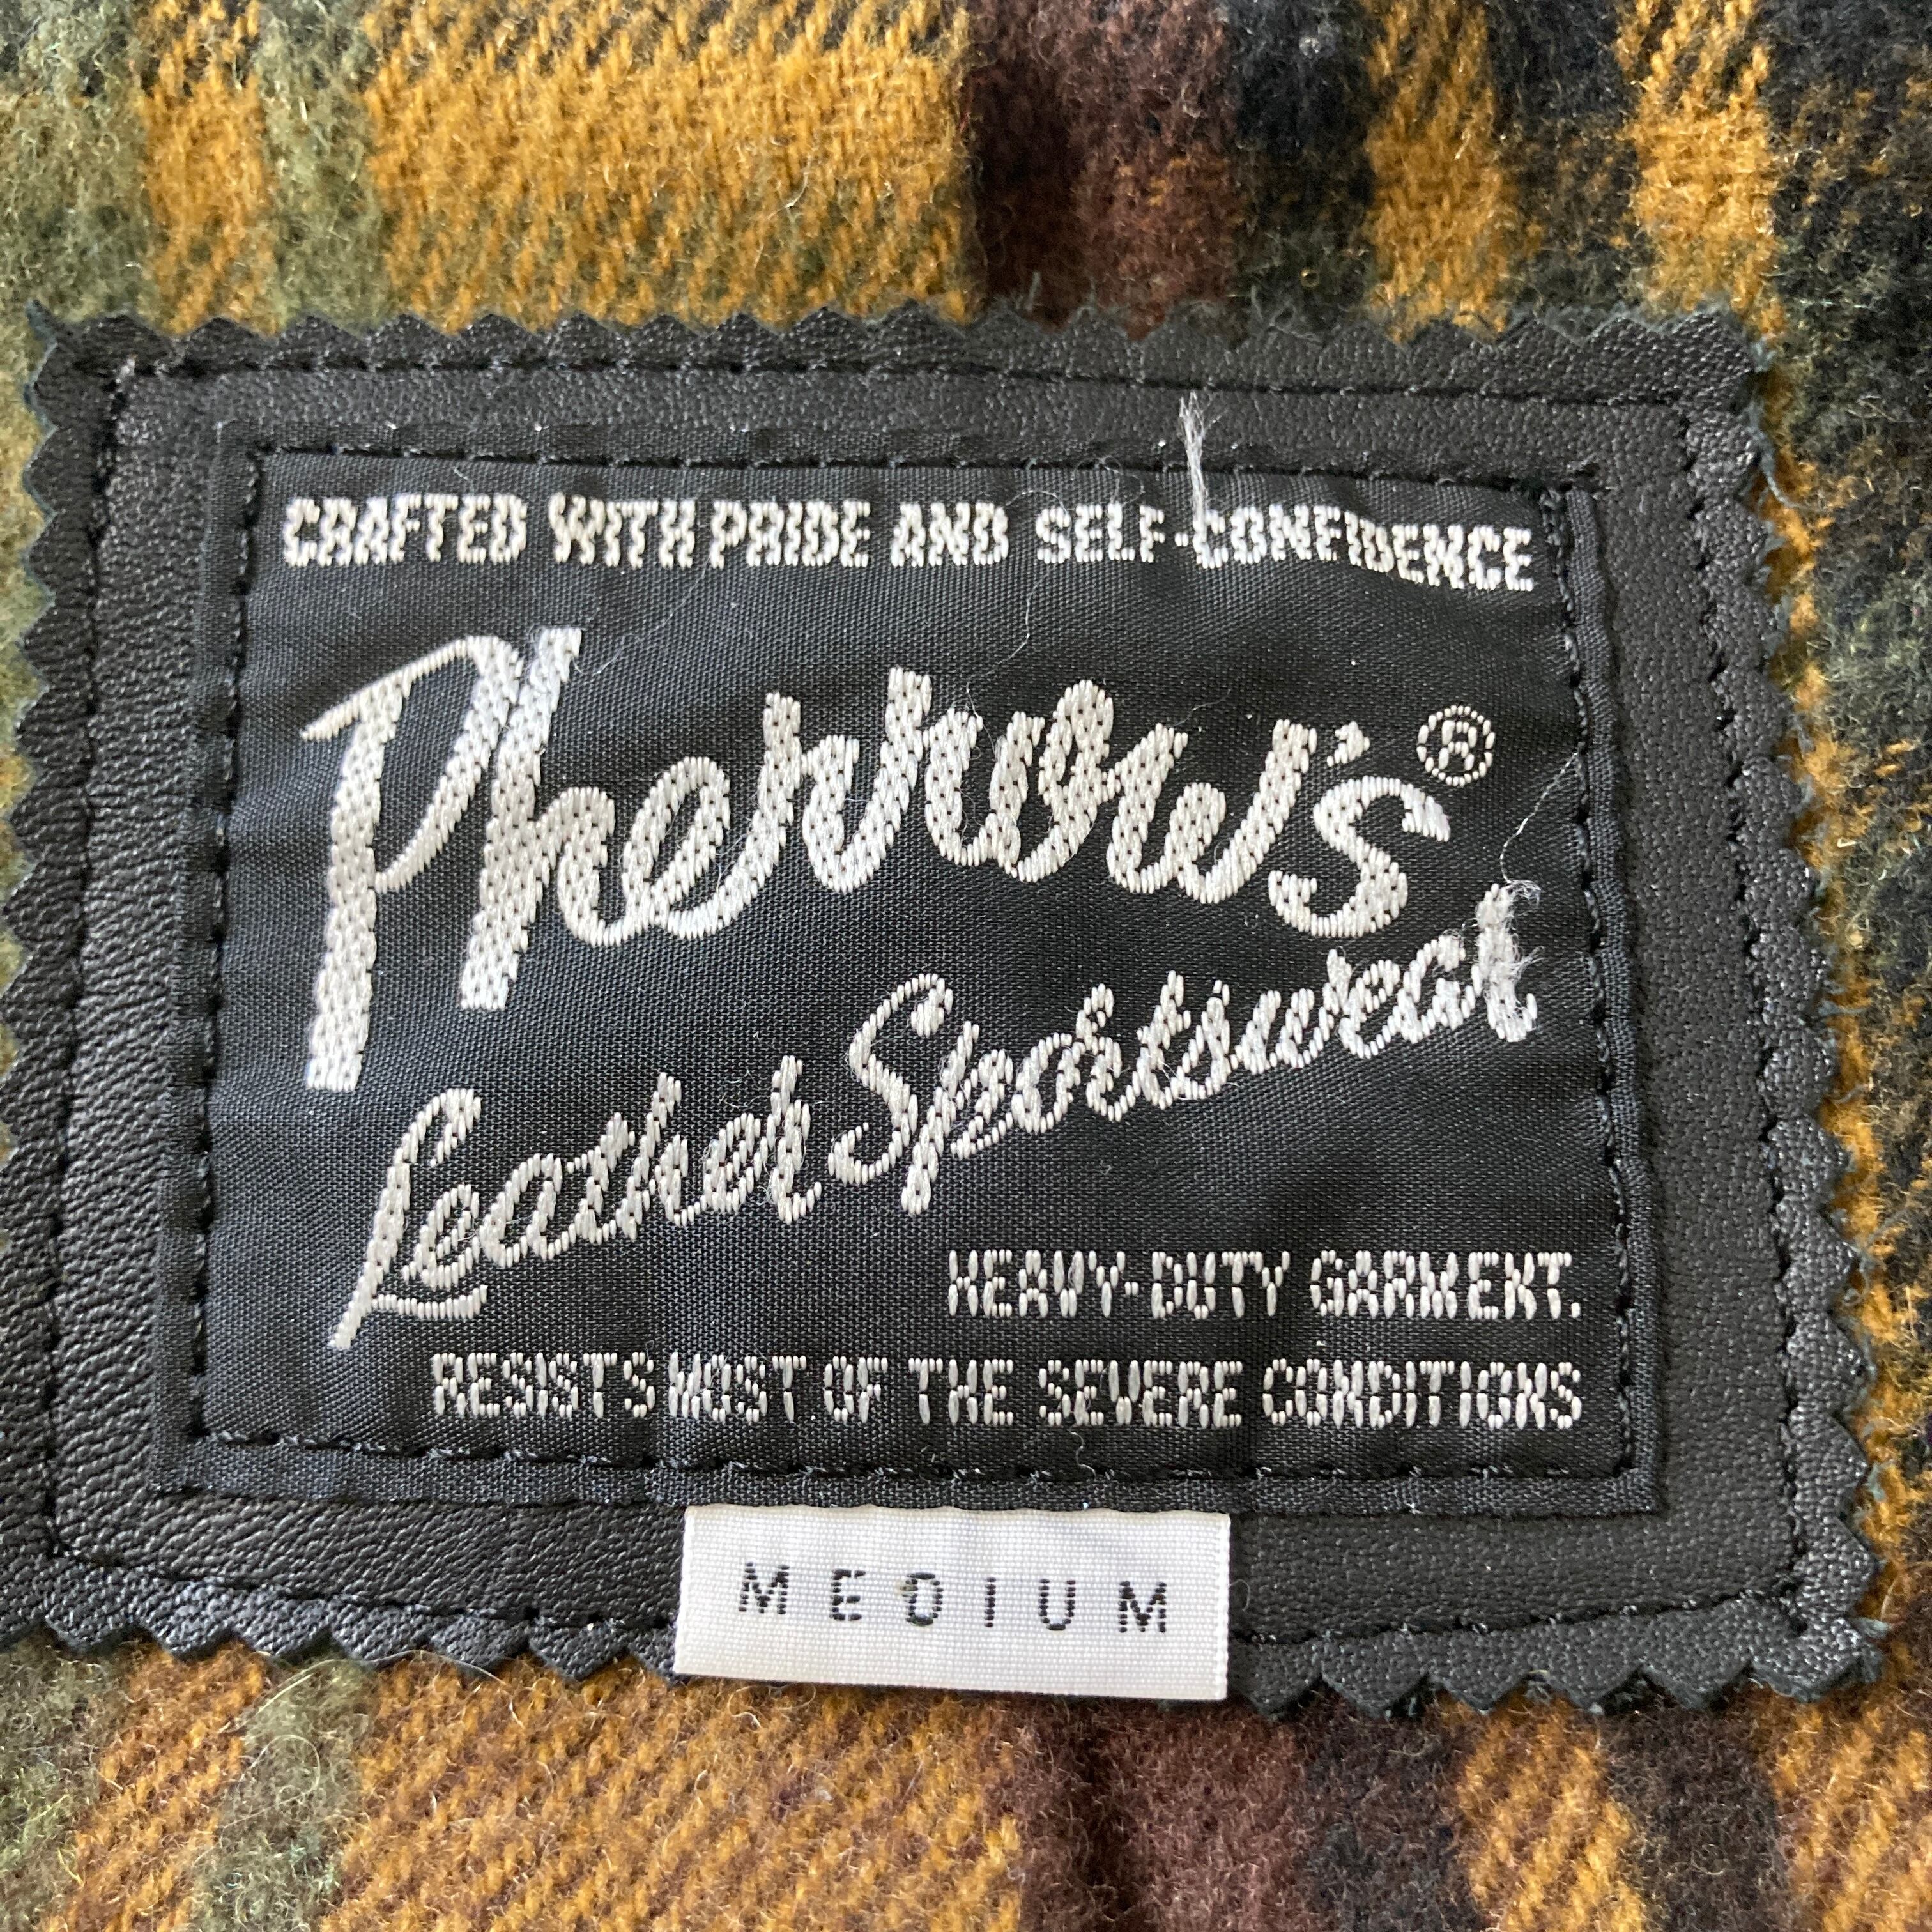 CRAFTED WITH PRIDE AND SELF-CONFIDENCE
Pherrow's®
Leather Sportswear
HEAVY-DUTY GARMENT.
RESISTS MOST OF THE SEVERE CONDITIONS
MEDIUM